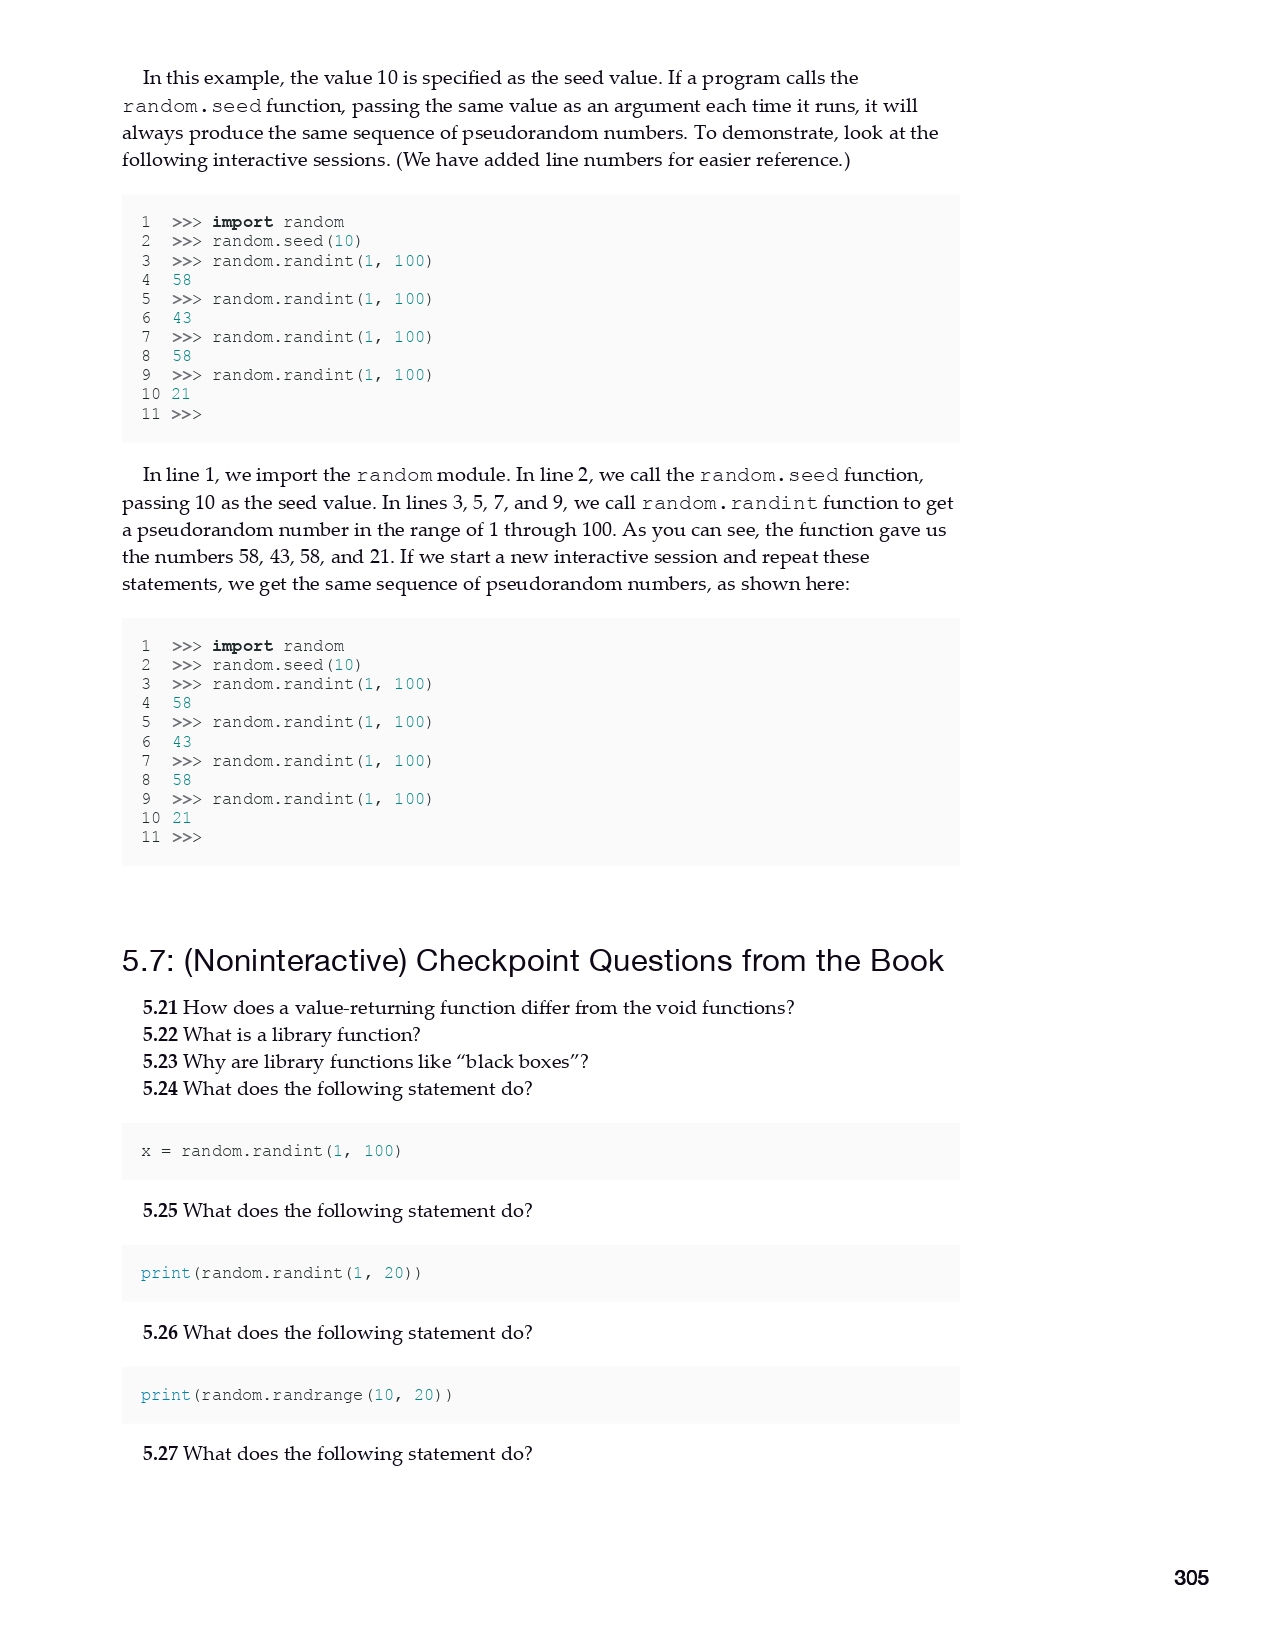 In this example, the value 10 is specified as the seed value. If a program calls the
random.seed function, passing the same value as an argument each time it runs, it will
always produce the same sequence of pseudorandom numbers. To demonstrate, look at the
following interactive sessions. (We have added line numbers for easier reference.)
1 >>> import random
2 >>> random.seed(10)
3 >>> random.randint(1, 100)
4 58
5 >>> random.randint(1, 100)
6 43
7 >>> random.randint(1, 100)
8 58
9 >>> random.randint(1, 100)
10 21
11 >>>
In line 1, we import the random module. In line 2, we call the random.seed function,
passing 10 as the seed value. In lines 3, 5, 7, and 9, we call random.randint function to get
a pseudorandom number in the range of 1 through 100. As you can see, the function gave us
the numbers 58, 43, 58, and 21. If we start a new interactive session and repeat these
statements, we get the same sequence of pseudorandom numbers, as shown here:
1 >>> import random
2 >>> random.seed(10)
3 >>> random.randint(1, 100)
4 58
5 >>> random.randint(1, 100)
6 43
7 >>> random.randint(1, 100)
8 58
9 >>> random.randint(1, 100)
10 21
11 >>>
5.7: (Noninteractive) Checkpoint Questions from the Book
5.21 How does a value-returning function differ from the void functions?
5.22 What is a library function?
5.23 Why are library functions like “black boxes”?
5.24 What does the following statement do?
x = random.randint(1, 100)
5.25 What does the following statement do?
print(random.randint(1, 20))
5.26 What does the following statement do?
print(random.randrange(10, 20))
5.27 What does the following statement do?
305